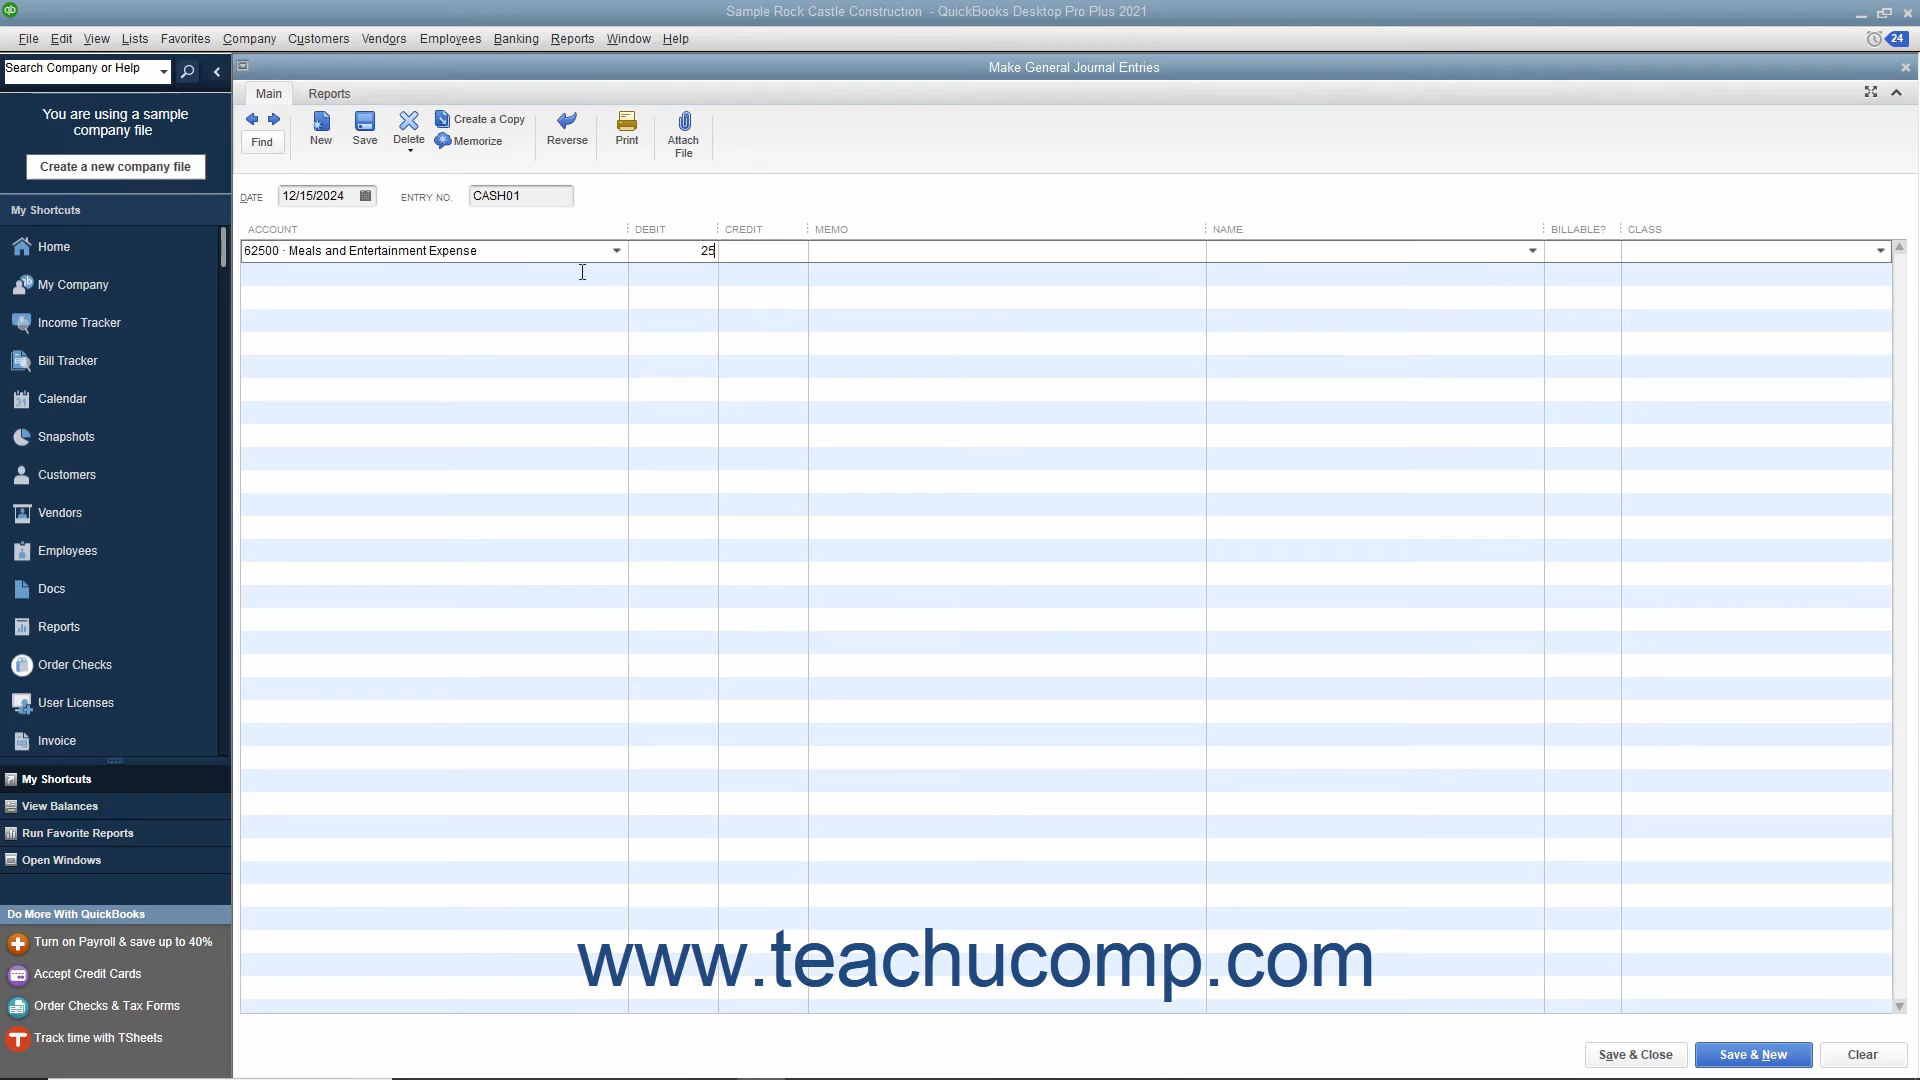 qb
Sample Rock Castle Construction - QuickBooks Desktop Pro Plus 2021
File Edit View Lists Favorites Company Customers Vendors Employees Banking Reports Window Help
24
Search Company or Help
Make General Journal Entries
Main Reports
You are using a sample
company file
Create a new company file
Find
New
Save
Delete
Create a Copy
Memorize
Reverse
Print
Attach
File
DATE 12/15/2024 ENTRY NO. CASH01
ACCOUNT DEBIT CREDIT MEMO NAME BILLABLE? CLASS
62500 · Meals and Entertainment Expense 25
My Shortcuts
Home
My Company
Income Tracker
Bill Tracker
31
Calendar
Snapshots
Customers
Vendors
Employees
Docs
Reports
Order Checks
User Licenses
Invoice
My Shortcuts
View Balances
Run Favorite Reports
Open Windows
Do More With QuickBooks
Turn on Payroll & save up to 40%
Accept Credit Cards
Order Checks & Tax Forms
Track time with TSheets
www.teachucomp.com
Save & Close Save & New Clear